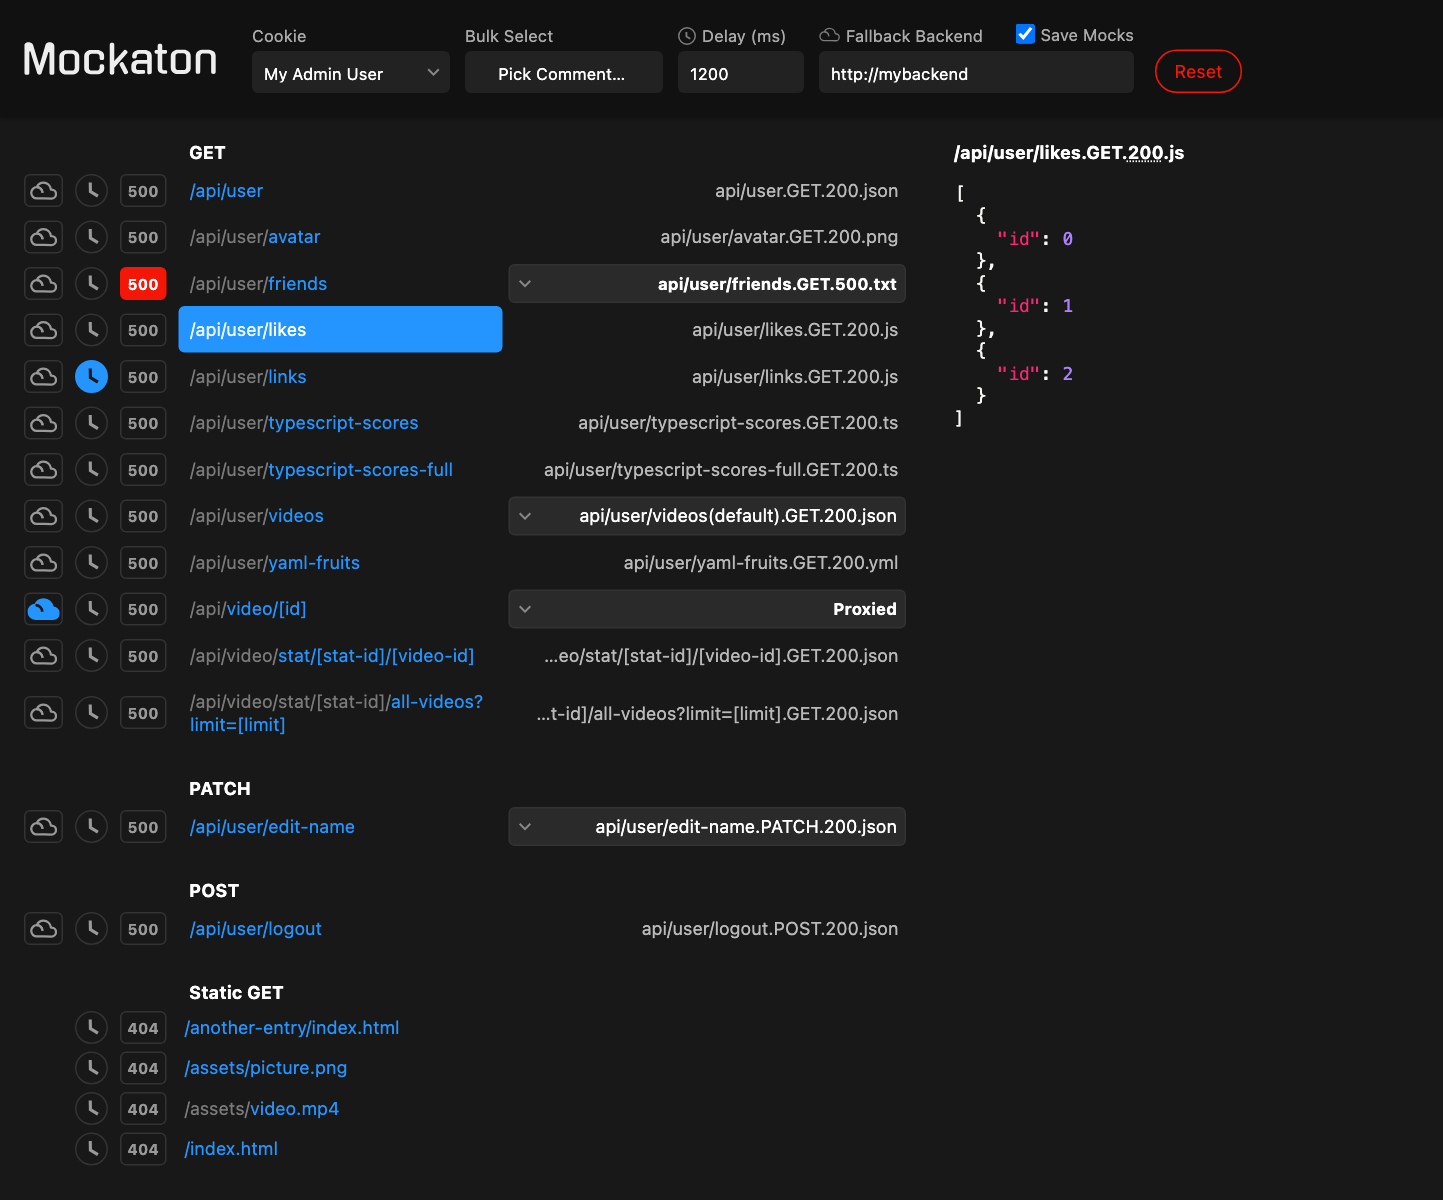 Mockaton
Cookie
My Admin User
Bulk Select
Pick Comment...
Delay (ms)
1200
Fallback Backend
Save Mocks
http://mybackend
Reset
GET
500 /api/user api/user.GET.200.json
500 /api/user/avatar api/user/avatar.GET.200.png
500 /api/user/friends api/user/friends.GET.500.txt
500 /api/user/likes api/user/likes.GET.200.js
500 /api/user/links api/user/links.GET.200.js
500 /api/user/typescript-scores api/user/typescript-scores.GET.200.ts
500 /api/user/typescript-scores-full api/user/typescript-scores-full.GET.200.ts
500 /api/user/videos api/user/videos(default).GET.200.json
500 /api/user/yaml-fruits api/user/yaml-fruits.GET.200.yml
500 /api/video/[id] Proxied
500 /api/video/stat/[stat-id]/[video-id] ...eo/stat/[stat-id]/[video-id].GET.200.json
500 /api/video/stat/[stat-id]/all-videos?
limit=[limit] ...t-id]/all-videos?limit=[limit].GET.200.json
PATCH
500 /api/user/edit-name api/user/edit-name.PATCH.200.json
POST
500 /api/user/logout api/user/logout.POST.200.json
Static GET
404 /another-entry/index.html
404 /assets/picture.png
404 /assets/video.mp4
404 /index.html
/api/user/likes.GET.200.js
[
{
"id": 0
},
{
"id": 1
},
{
"id": 2
}
]